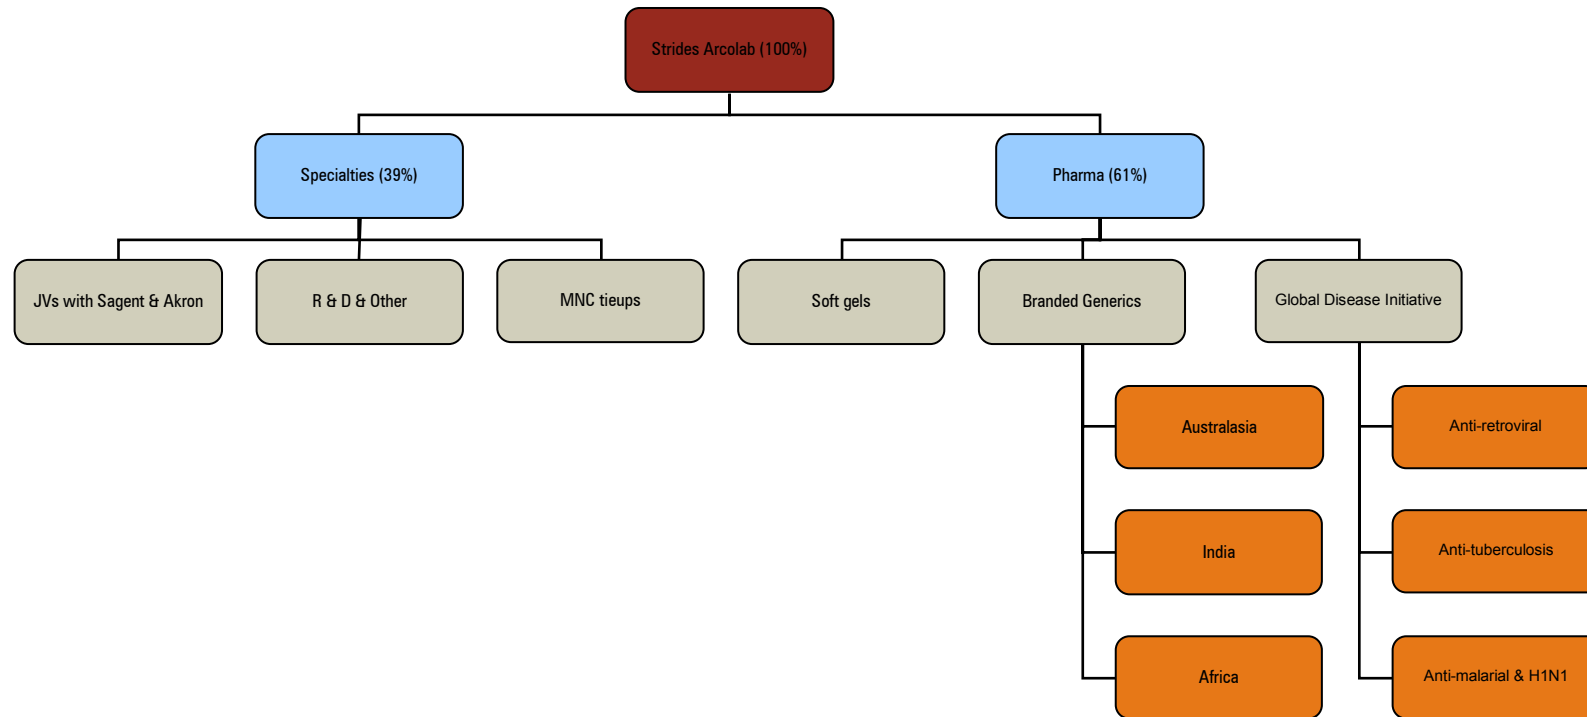 Strides Arcolab (100%)
Specialties (39%)
Pharma (61%)
JVs with Sagent & Akron
R & D & Other
MNC tieups
Soft gels
Branded Generics
Global Disease Initiative
Australasia
Anti-retroviral
India
Anti-tuberculosis
Africa
Anti-malarial & H1N1